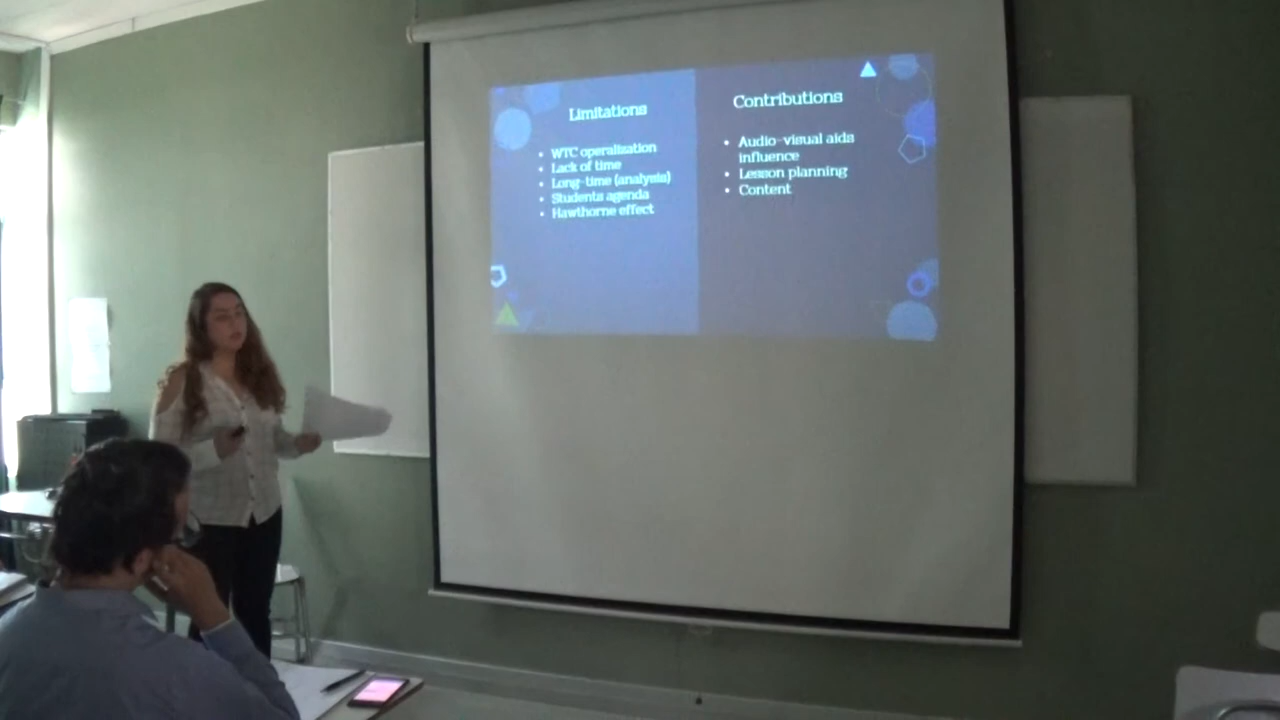 Limitations
• WTC operalization
• Lack of time
• Long-time (analysis)
• Students agenda
• Hawthorne effect
Contributions
• Audio-visual aids
influence
• Lesson planning
• Content